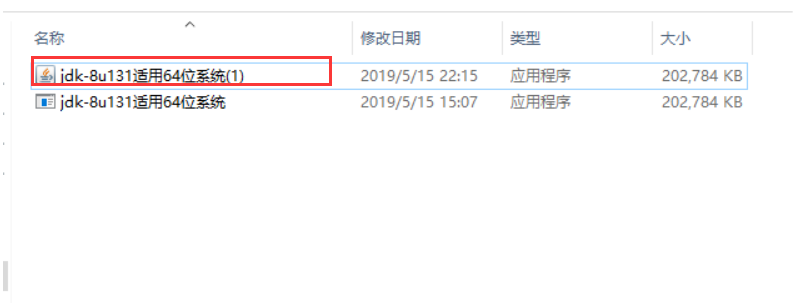 名称 修改日期 类型 大小
jdk-8u131适用64位系统(1) 2019/5/15 22:15 应用程序 202,784 KB
jdk-8u131适用64位系统 2019/5/15 15:07 应用程序 202,784 KB